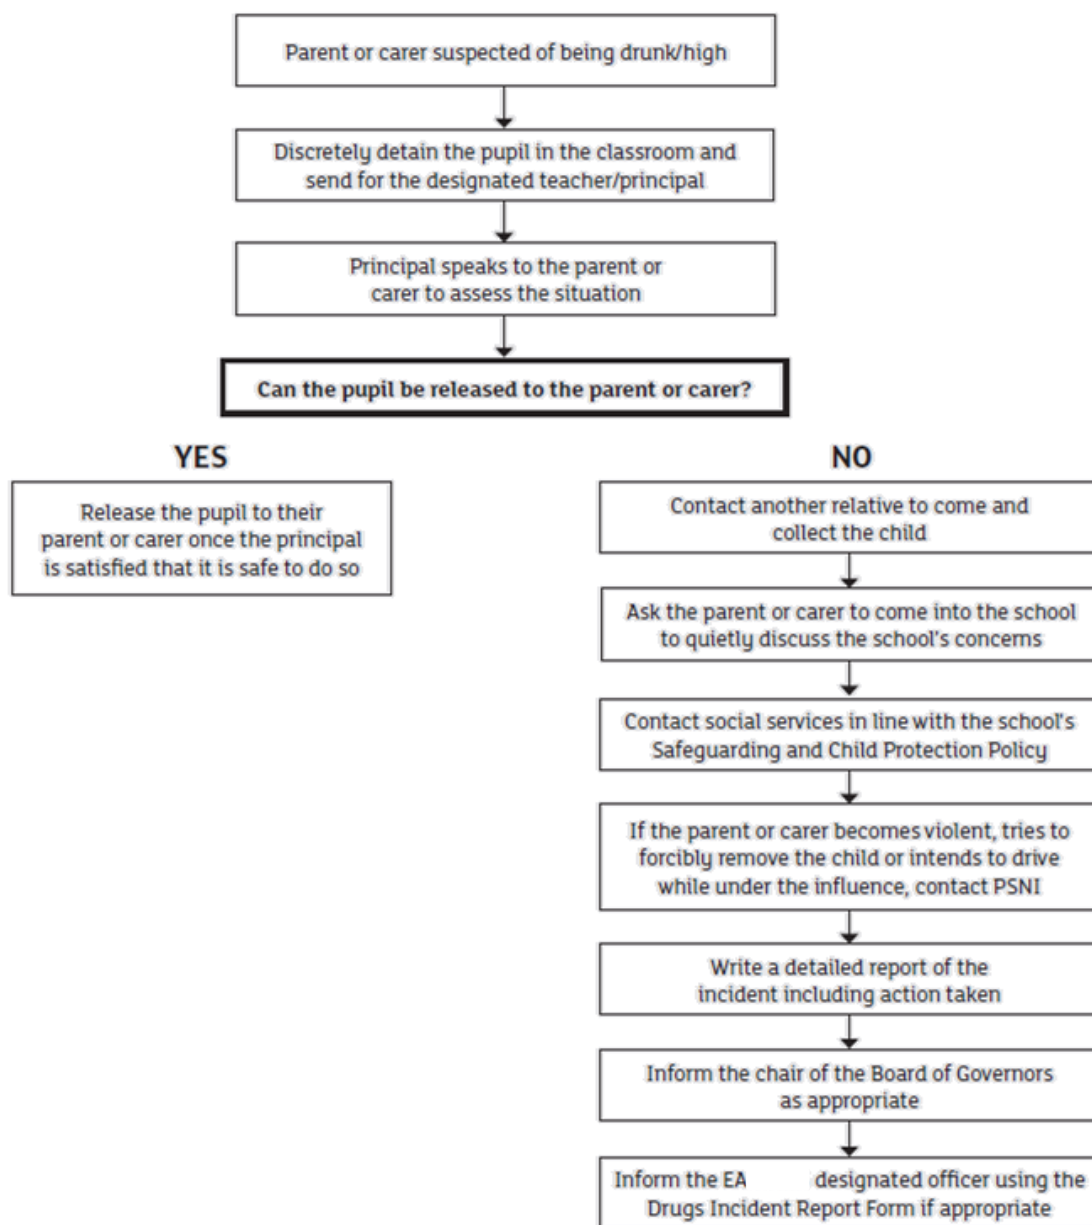 Parent or carer suspected of being drunk/high
Discretely detain the pupil in the classroom and
send for the designated teacher/principal
Principal speaks to the parent or
carer to assess the situation
Can the pupil be released to the parent or carer?
YES
Release the pupil to their
parent or carer once the principal
is satisfied that it is safe to do so
NO
Contact another relative to come and
collect the child
Ask the parent or carer to come into the school
to quietly discuss the school's concerns
Contact social services in line with the school's
Safeguarding and Child Protection Policy
If the parent or carer becomes violent, tries to
forcibly remove the child or intends to drive
while under the influence, contact PSNI
Write a detailed report of the
incident including action taken
Inform the chair of the Board of Governors
as appropriate
Inform the EA designated officer using the
Drugs Incident Report Form if appropriate